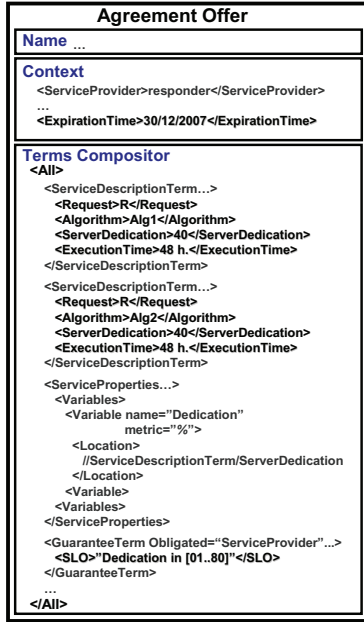 Agreement Offer
Name ...
Context
<ServiceProvider>responder</ServiceProvider>
...
<ExpirationTime>30/12/2007</ExpirationTime>
Terms Compositor
<All>
<ServiceDescriptionTerm...>
<Request>R</Request>
<Algorithm>Alg1</Algorithm>
<ServerDedication>40</ServerDedication>
<ExecutionTime>48 h.</ExecutionTime>
</ServiceDescriptionTerm>
<ServiceDescriptionTerm...>
<Request>R</Request>
<Algorithm>Alg2</Algorithm>
<ServerDedication>40</ServerDedication>
<ExecutionTime>48 h.</ExecutionTime>
</ServiceDescriptionTerm>
<ServiceProperties...>
<Variables>
<Variable name="Dedication"
metric="%">
<Location>
//ServiceDescriptionTerm/ServerDedication
</Location>
<Variable>
<Variables>
</ServiceProperties>
<GuaranteeTerm Obligated="ServiceProvider"...>
<SLO>"Dedication in [01..80]"</SLO>
</GuaranteeTerm>
...
</All>